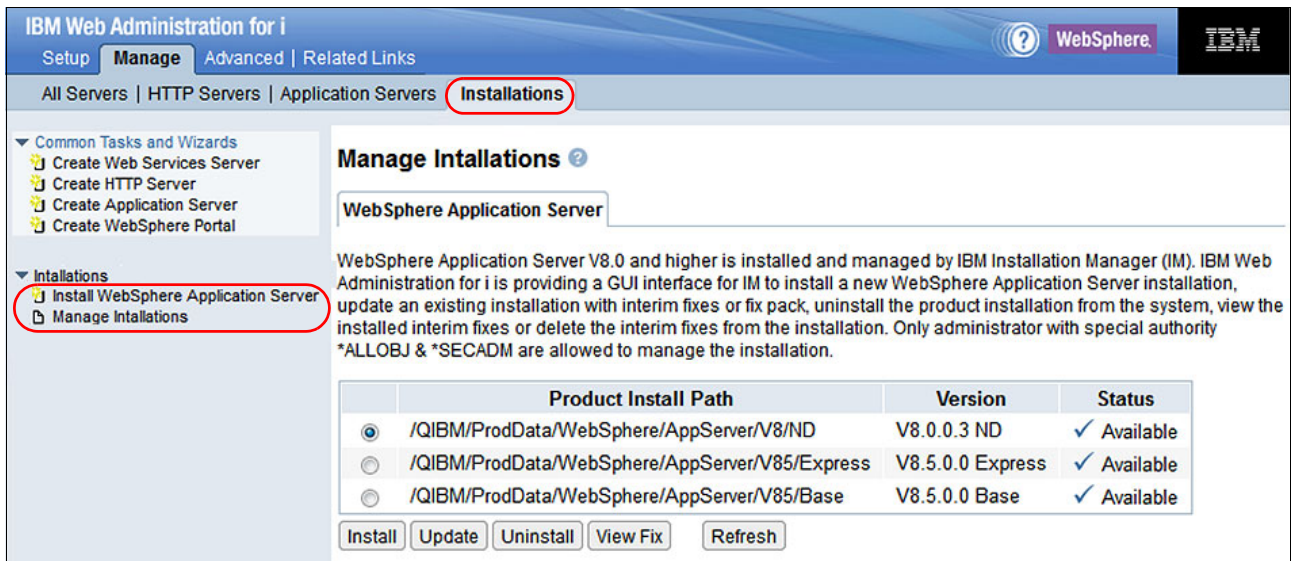 IBM Web Administration for i
WebSphere.
IBM
Setup Manage Advanced | Related Links
All Servers | HTTP Servers | Application Servers Installations
Common Tasks and Wizards
Create Web Services Server
Create HTTP Server
Create Application Server
Create WebSphere Portal
Intallations
Install WebSphere Application Server
Manage Intallations
Manage Intallations ?
WebSphere Application Server
WebSphere Application Server V8.0 and higher is installed and managed by IBM Installation Manager (IM). IBM Web
Administration for i is providing a GUI interface for IM to install a new WebSphere Application Server installation,
update an existing installation with interim fixes or fix pack, uninstall the product installation from the system, view the
installed interim fixes or delete the interim fixes from the installation. Only administrator with special authority
*ALLOBJ & *SECADM are allowed to manage the installation.
Product Install Path Version Status
/QIBM/ProdData/WebSphere/AppServer/V8/ND V8.0.0.3 ND Available
/QIBM/ProdData/WebSphere/AppServer/V85/Express V8.5.0.0 Express Available
/QIBM/ProdData/WebSphere/AppServer/V85/Base V8.5.0.0 Base Available
Install Update Uninstall View Fix Refresh